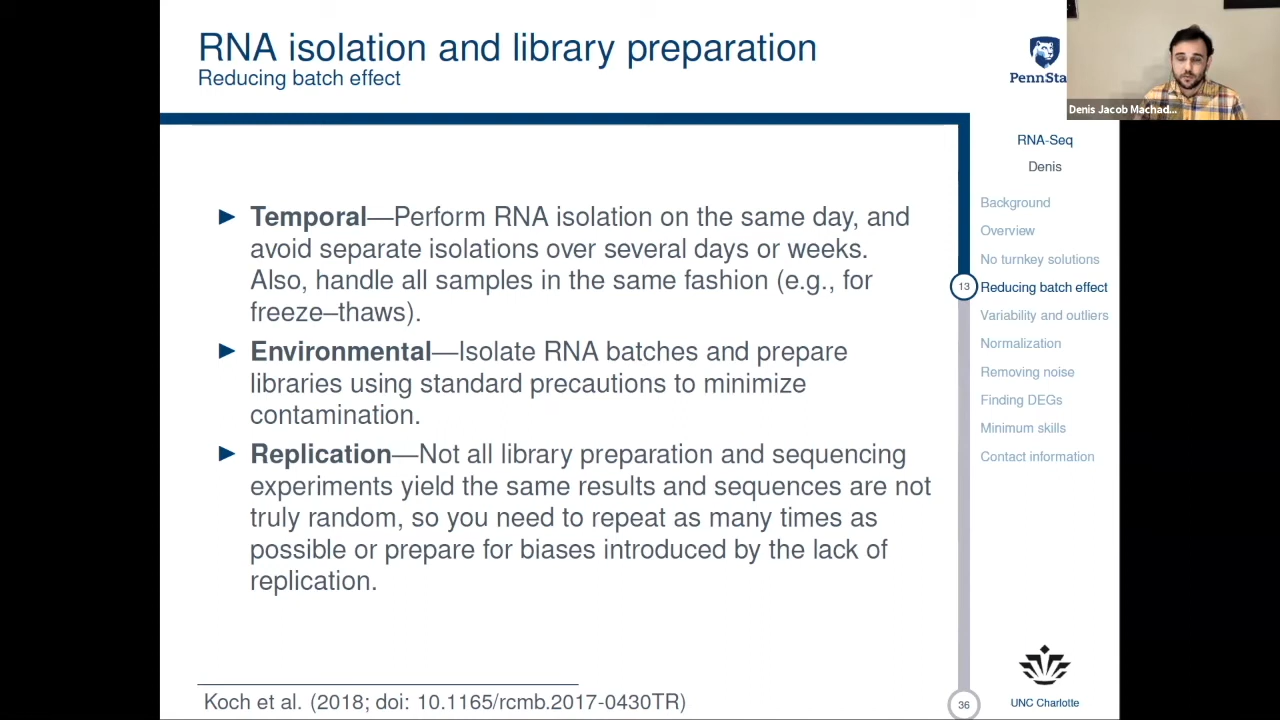 RNA isolation and library preparation
Reducing batch effect
► Temporal—Perform RNA isolation on the same day, and
avoid separate isolations over several days or weeks.
Also, handle all samples in the same fashion (e.g., for
freeze–thaws).
► Environmental—Isolate RNA batches and prepare
libraries using standard precautions to minimize
contamination.
► Replication—Not all library preparation and sequencing
experiments yield the same results and sequences are not
truly random, so you need to repeat as many times as
possible or prepare for biases introduced by the lack of
replication.
Koch et al. (2018; doi: 10.1165/rcmb.2017-0430TR)
PennSta
Denis Jacob Machad...
RNA-Seq
Denis
Background
Overview
No turnkey solutions
13
Reducing batch effect
Variability and outliers
Normalization
Removing noise
Finding DEGs
Minimum skills
Contact information
36
UNC Charlotte